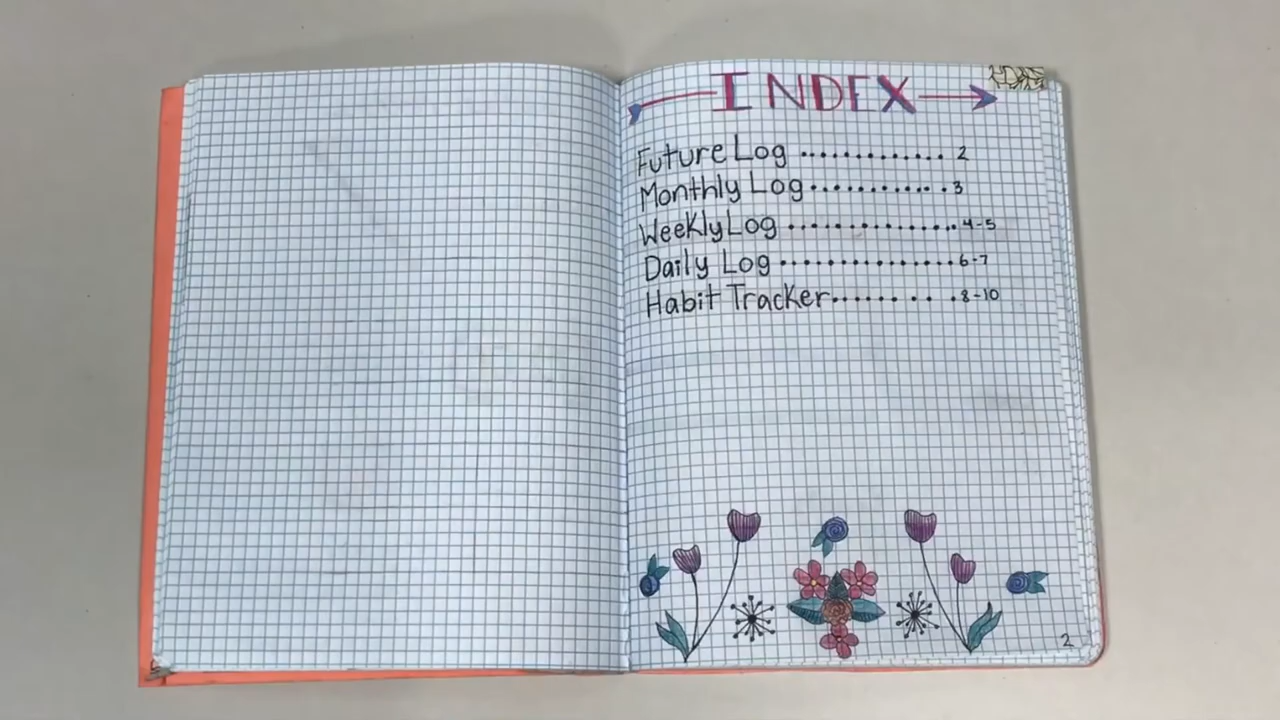 INDEX
Future Log ............. 2
Monthly Log ............ 3
Weekly Log .............. 4-5
Daily Log ............... 6-7
Habit Tracker......... 8-10
2